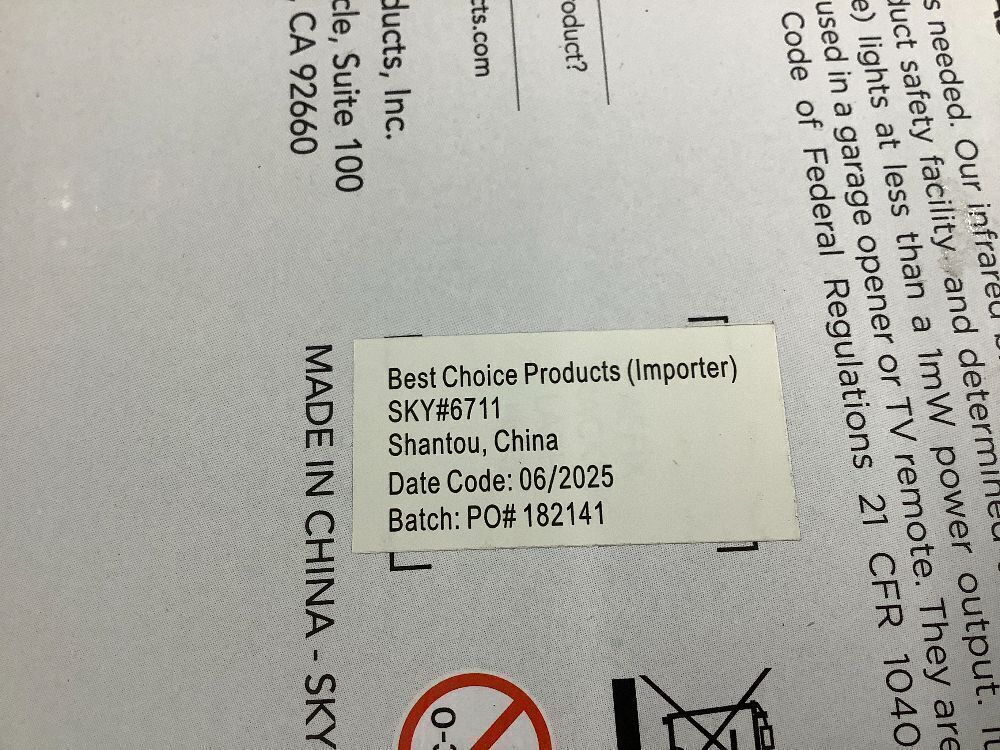 Best Choice Products (Importer)
SKY#6711
Shantou, China
Date Code: 06/2025
Batch: PO# 182141
s needed. Our infrared
duct safety facility and determined
e) lights at less than a 1mW power output.
used in a garage opener or TV remote. They are
Code of Federal Regulations 21 CFR 1040
roduct?
cts.com
ducts, Inc.
cle, Suite 100
, CA 92660
MADE IN CHINA - SKY
0-3